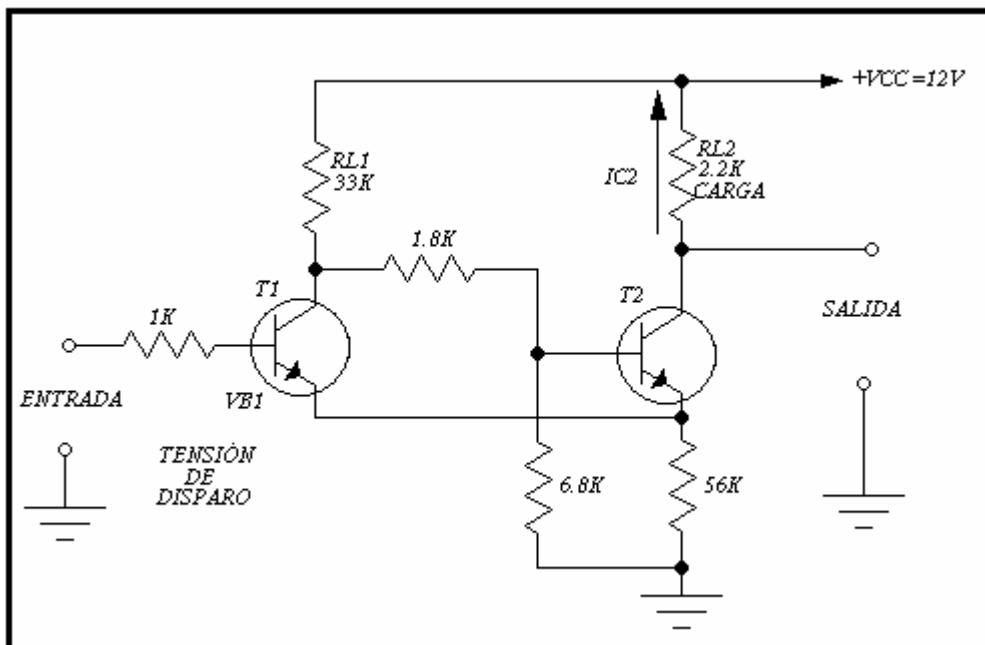 +VCC=12V
RL1
33K
RL2
2.2K
CARGA
IC2
1.8K
T1
T2
1K
SALIDA
VB1
ENTRADA
TENSIÓN
DE
DISPARO
6.8K
56K